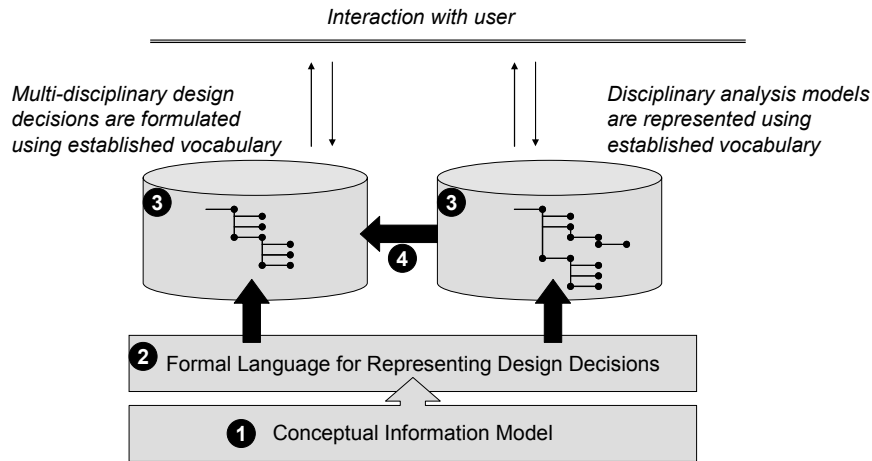 Interaction with user
Multi-disciplinary design
decisions are formulated
using established vocabulary
Disciplinary analysis models
are represented using
established vocabulary
3
3
4
2 Formal Language for Representing Design Decisions
1 Conceptual Information Model